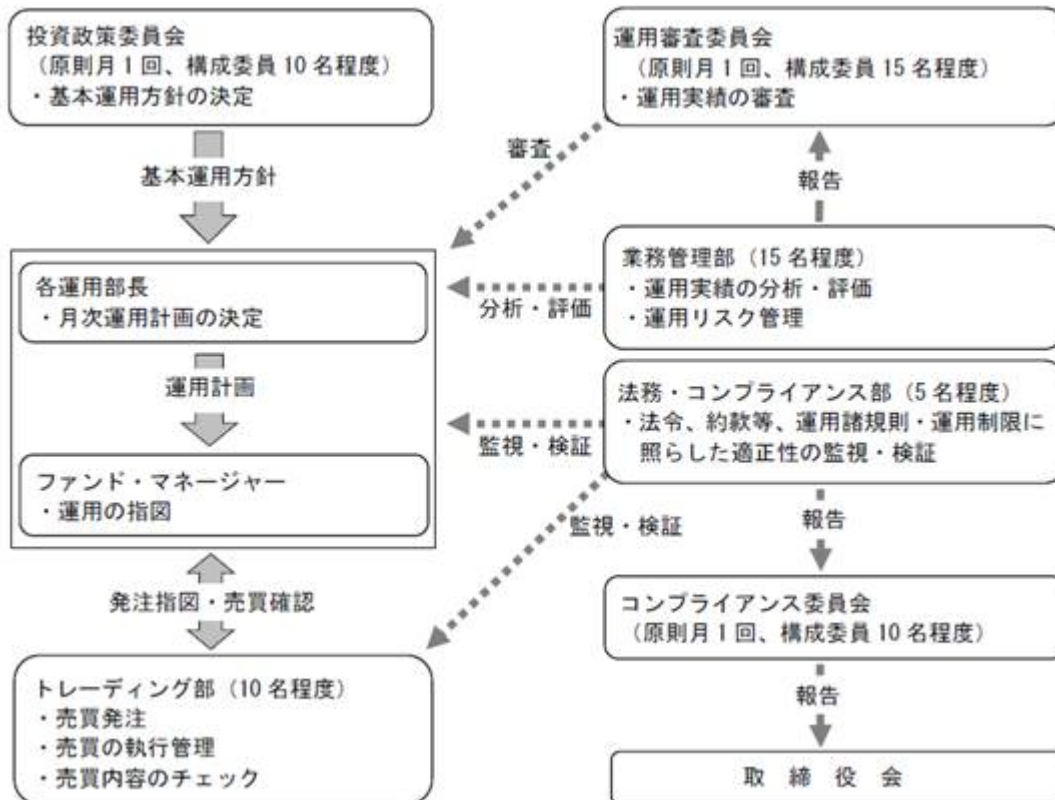 投資政策委員会
（原則月1回、構成委員10名程度）
・基本運用方針の決定
基本運用方針
各運用部長
・月次運用計画の決定
運用計画
ファンド・マネージャー
・運用の指図
発注指図・売買確認
トレーディング部（10名程度）
・売買発注
・売買の執行管理
・売買内容のチェック
運用審査委員会
（原則月1回、構成委員15名程度）
・運用実績の審査
審査
報告
業務管理部（15名程度）
・運用実績の分析・評価
・運用リスク管理
分析・評価
法務・コンプライアンス部（5名程度）
・法令、約款等、運用諸規則・運用制限に
照らした適正性の監視・検証
監視・検証
監視・検証
報告
コンプライアンス委員会
（原則月1回、構成委員10名程度）
報告
取　締　役　会